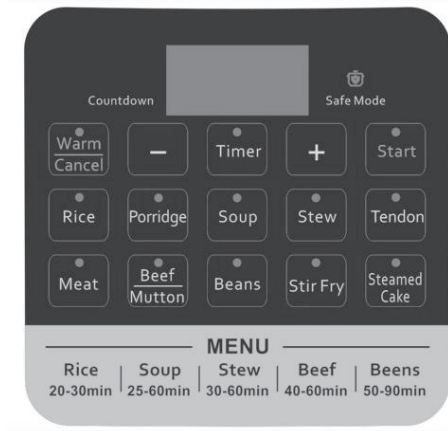 Countdown
Safe Mode
Warm
Cancel
−
Timer
+
Start
Rice
Porridge
Soup
Stew
Tendon
Meat
Beef
Mutton
Beans
Stir Fry
Steamed
Cake
MENU
Rice
20-30min
Soup
25-60min
Stew
30-60min
Beef
40-60min
Beens
50-90min